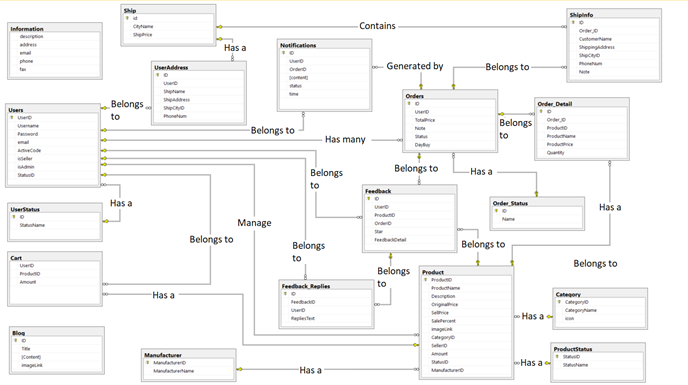 Information
description
address
email
phone
fax
Ship
id
CityName
ShipPrice
Has a
Contains
ShipInfo
ID
Order_ID
CustomerName
ShippingAddress
ShipCityID
PhoneNum
Note
UserAddress
ID
UserID
ShipName
ShipAddress
ShipCityID
PhoneNum
Notifications
ID
UserID
OrderID
[content]
status
time
Generated by
Belongs to
Orders
ID
UserID
TotalPrice
Note
Status
DayBuy
Order_Detail
ID
Order_ID
ProductID
ProductName
ProductPrice
Quantity
Belongs
to
Users
UserID
Username
Password
email
ActiveCode
isSeller
isAdmin
StatusID
Belongs
to
Belongs to
Has many
Belongs
to
Belongs
to
Has a
Has a
UserStatus
ID
StatusName
Has a
Manage
Feedback
ID
UserID
ProductID
OrderID
Star
FeedbackDetail
Order_Status
ID
Name
Belongs to
Belongs
to
Belongs to
Belongs
to
Belongs to
Cart
UserID
ProductID
Amount
Has a
Feedback_Replies
ID
FeedbackID
UserID
RepliesText
Product
ProductID
ProductName
Description
OriginalPrice
SellPrice
SalePercent
imageLink
CategoryID
SellerID
Amount
StatusID
ManufacturerID
Category
CategoryID
CategoryName
icon
Has a
Blog
ID
Title
[Content]
imageLink
Manufacturer
ManufacturerID
ManufacturerName
Has a
Has a
ProductStatus
StatusID
StatusName